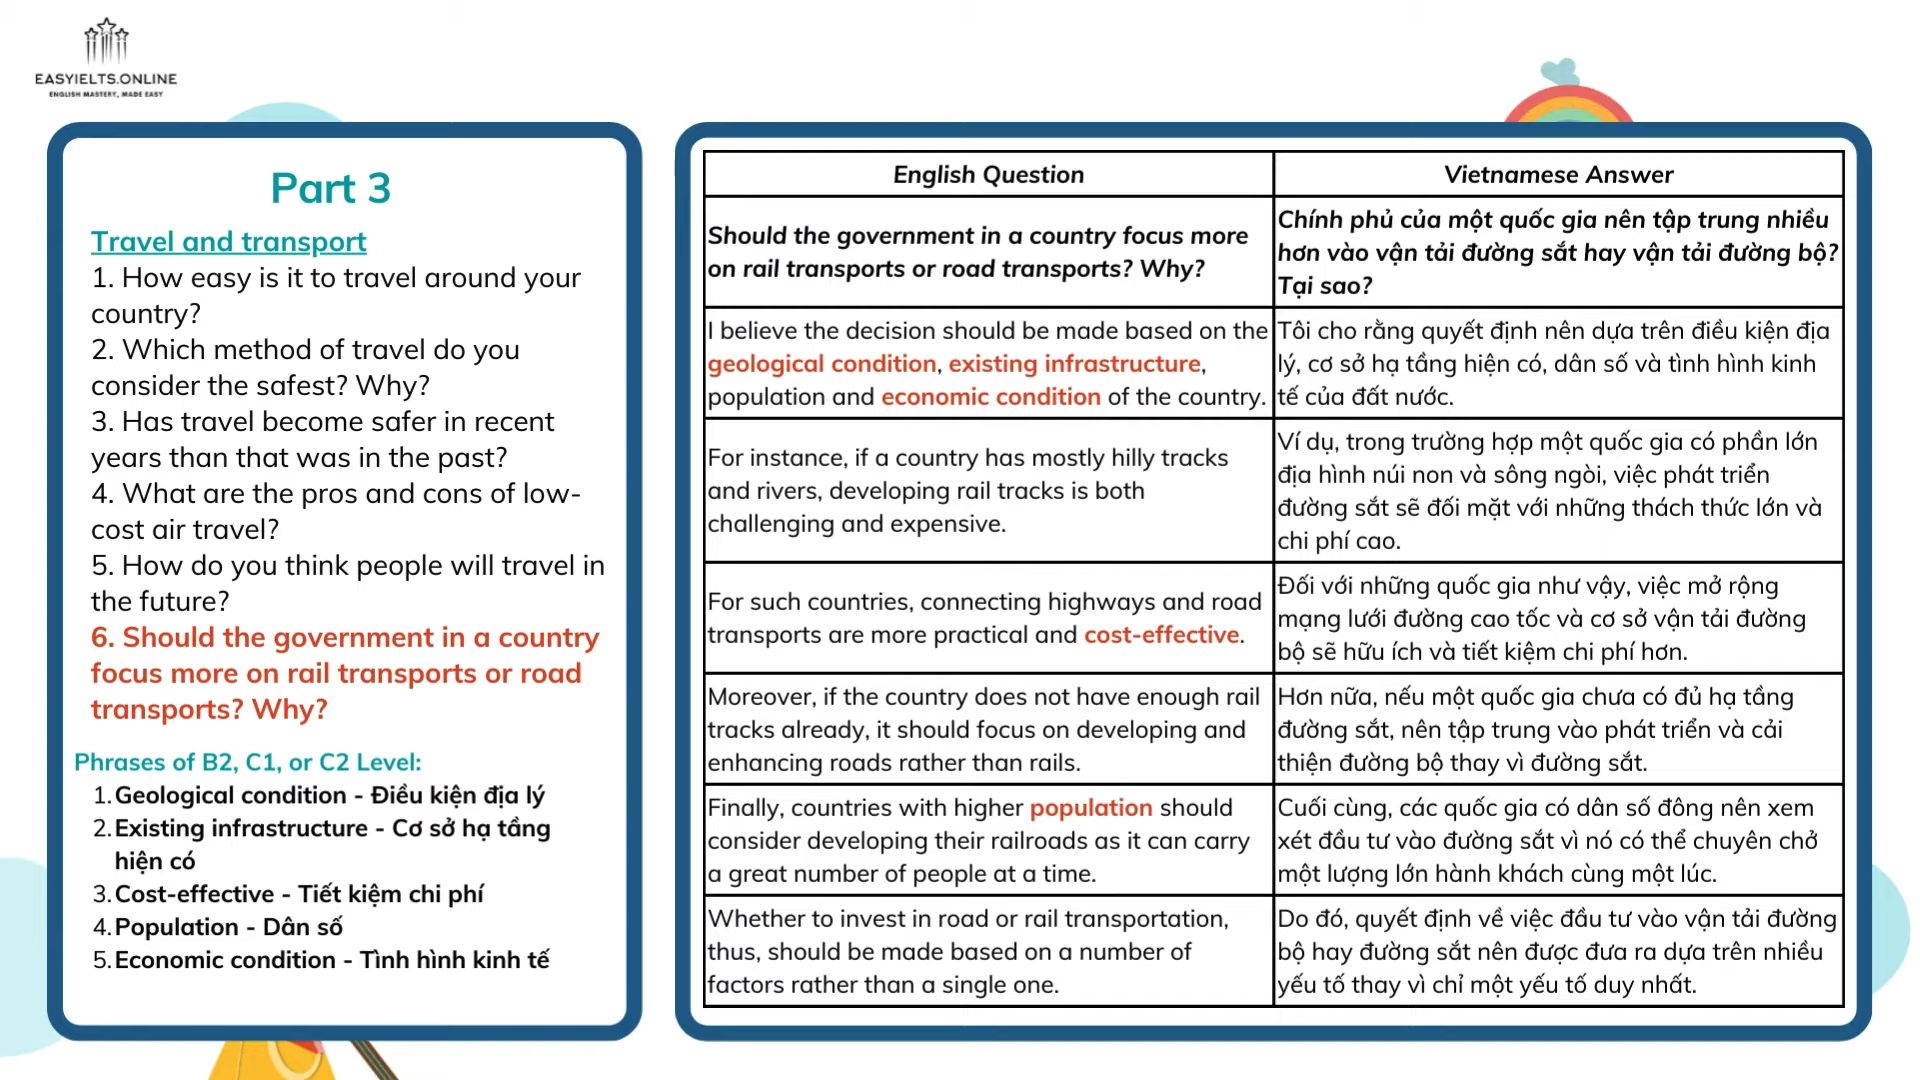 EASYIELTS.ONLINE
ENGLISH MASTERY, MADE EASY
Part 3
Travel and transport
1. How easy is it to travel around your
country?
2. Which method of travel do you
consider the safest? Why?
3. Has travel become safer in recent
years than that was in the past?
4. What are the pros and cons of low-
cost air travel?
5. How do you think people will travel in
the future?
6. Should the government in a country
focus more on rail transports or road
transports? Why?
Phrases of B2, C1, or C2 Level:
1. Geological condition - Điều kiện địa lý
2. Existing infrastructure - Cơ sở hạ tầng
hiện có
3. Cost-effective - Tiết kiệm chi phí
4. Population - Dân số
5. Economic condition - Tình hình kinh tế
English Question
Vietnamese Answer
Should the government in a country focus more
on rail transports or road transports? Why?
Chính phủ của một quốc gia nên tập trung nhiều
hơn vào vận tải đường sắt hay vận tải đường bộ?
Tại sao?
I believe the decision should be made based on the
geological condition, existing infrastructure,
population and economic condition of the country.
Tôi cho rằng quyết định nên dựa trên điều kiện địa
lý, cơ sở hạ tầng hiện có, dân số và tình hình kinh
tế của đất nước.
For instance, if a country has mostly hilly tracks
and rivers, developing rail tracks is both
challenging and expensive.
Ví dụ, trong trường hợp một quốc gia có phần lớn
địa hình núi non và sông ngòi, việc phát triển
đường sắt sẽ đối mặt với những thách thức lớn và
chi phí cao.
For such countries, connecting highways and road
transports are more practical and cost-effective.
Đối với những quốc gia như vậy, việc mở rộng
mạng lưới đường cao tốc và cơ sở vận tải đường
bộ sẽ hữu ích và tiết kiệm chi phí hơn.
Moreover, if the country does not have enough rail
tracks already, it should focus on developing and
enhancing roads rather than rails.
Hơn nữa, nếu một quốc gia chưa có đủ hạ tầng
đường sắt, nên tập trung vào phát triển và cải
thiện đường bộ thay vì đường sắt.
Finally, countries with higher population should
consider developing their railroads as it can carry
a great number of people at a time.
Cuối cùng, các quốc gia có dân số đông nên xem
xét đầu tư vào đường sắt vì nó có thể chuyên chở
một lượng lớn hành khách cùng một lúc.
Whether to invest in road or rail transportation,
thus, should be made based on a number of
factors rather than a single one.
Do đó, quyết định về việc đầu tư vào vận tải đường
bộ hay đường sắt nên được đưa ra dựa trên nhiều
yếu tố thay vì chỉ một yếu tố duy nhất.